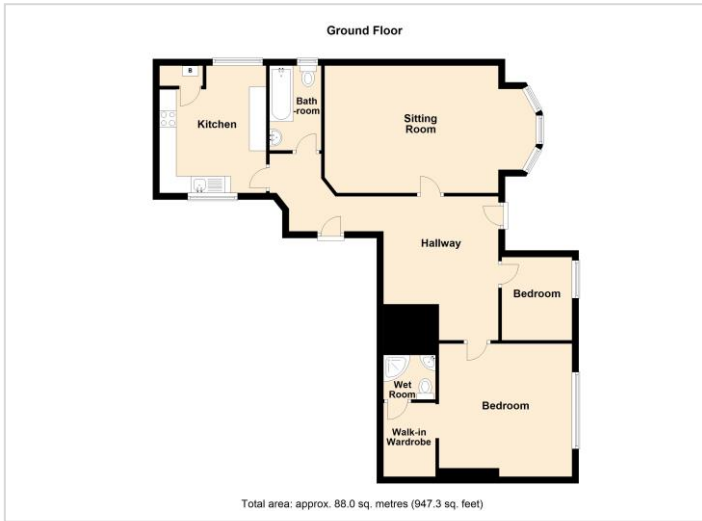 Ground Floor
B
Kitchen
Bath
-room
Sitting
Room
Hallway
Bedroom
Wet
Room
Bedroom
Walk-in
Wardrobe
Total area: approx. 88.0 sq. metres (947.3 sq. feet)